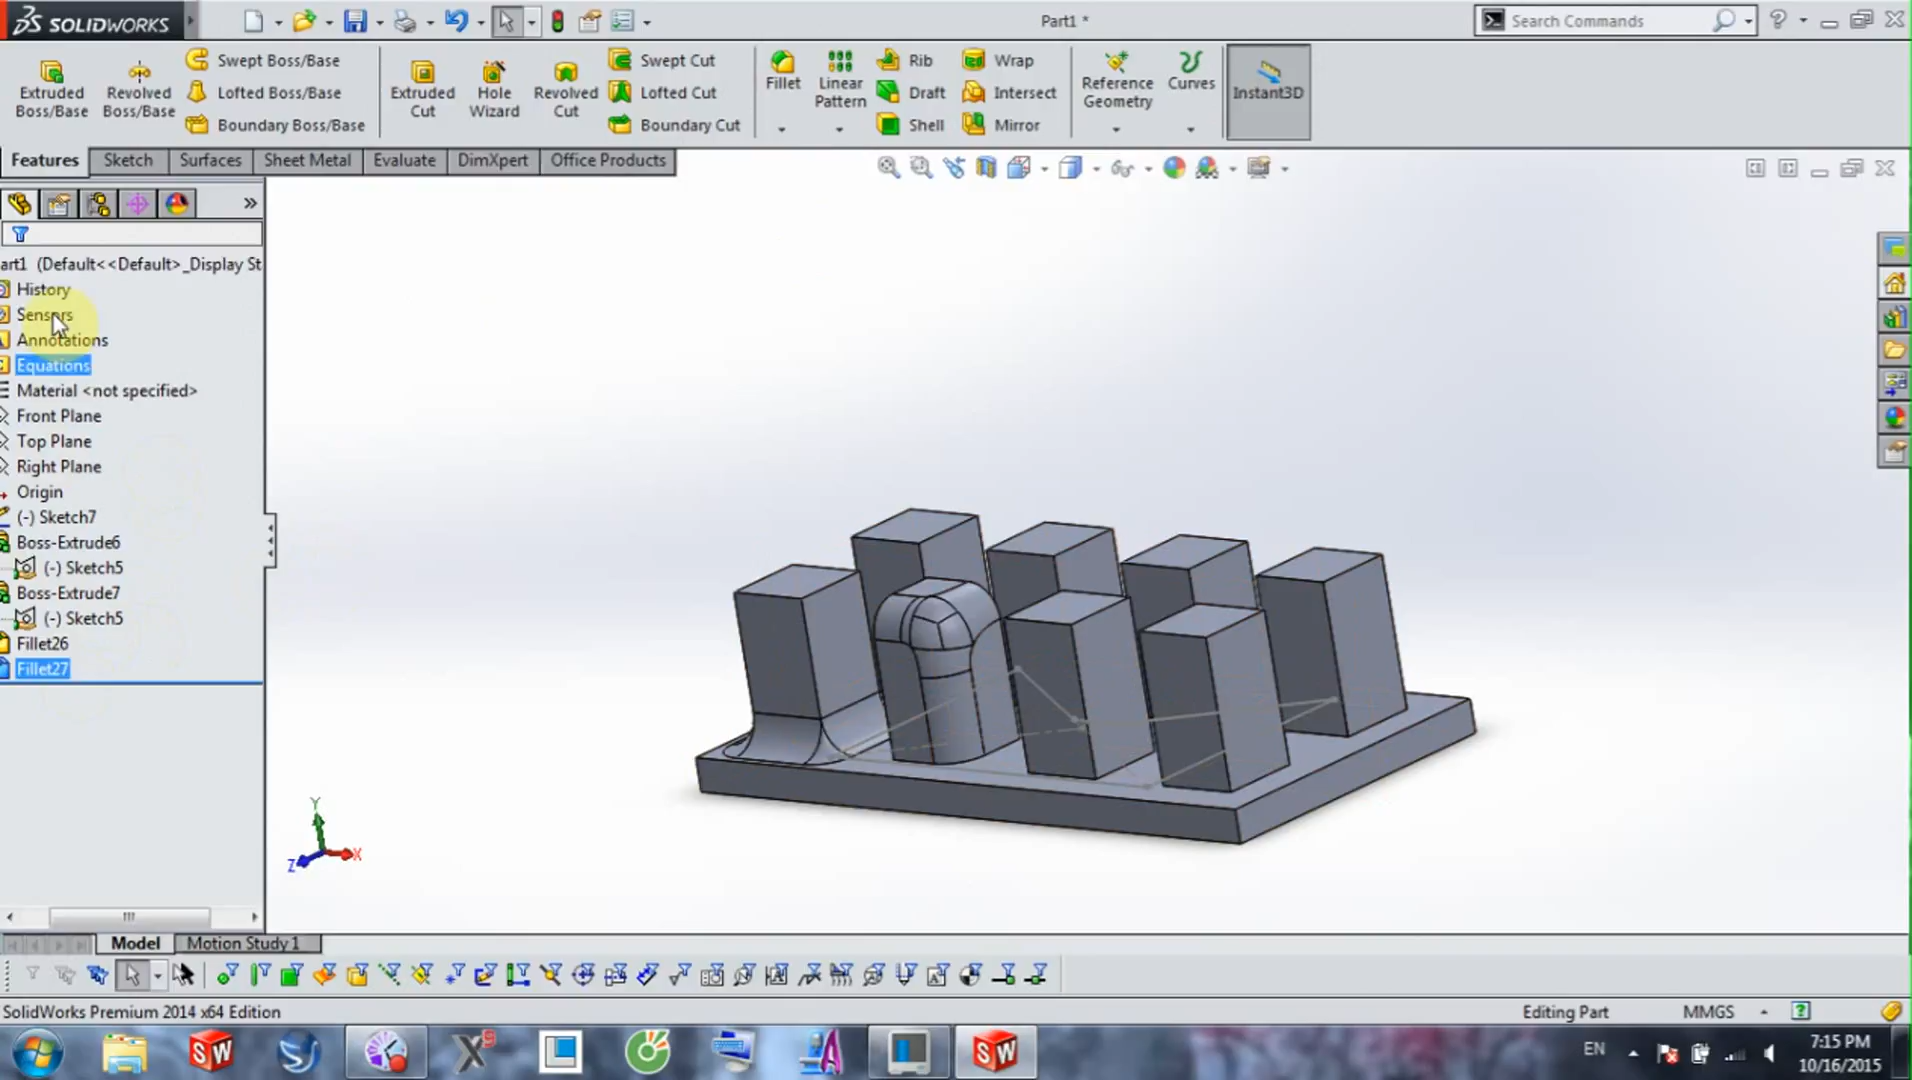 SOLIDWORKS
Part1 *
Search Commands
Extruded Boss/Base
Revolved Boss/Base
Swept Boss/Base
Lofted Boss/Base
Boundary Boss/Base
Extruded Cut
Hole Wizard
Revolved Cut
Swept Cut
Lofted Cut
Boundary Cut
Fillet
Linear Pattern
Rib
Draft
Shell
Wrap
Intersect
Mirror
Reference Geometry
Curves
Instant3D
Features
Sketch
Surfaces
Sheet Metal
Evaluate
DimXpert
Office Products
art1 (Default<<Default>_Display St
History
Sensors
Annotations
Equations
Material <not specified>
Front Plane
Top Plane
Right Plane
Origin
(-) Sketch7
Boss-Extrude6
(-) Sketch5
Boss-Extrude7
(-) Sketch5
Fillet26
Fillet27
Y
Z
X
Model
Motion Study 1
SolidWorks Premium 2014 x64 Edition
Editing Part
MMGS
EN
7:15 PM
10/16/2015